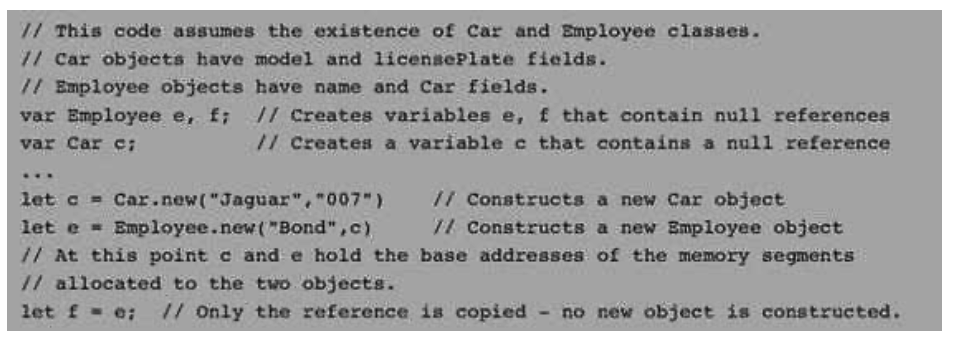 // This code assumes the existence of Car and Employee classes.
// Car objects have model and licensePlate fields.
// Employee objects have name and Car fields.
var Employee e, f;  // Creates variables e, f that contain null references
var Car c;          // Creates a variable c that contains a null reference
...
let c = Car.new("Jaguar","007")    // Constructs a new Car object
let e = Employee.new("Bond",c)     // Constructs a new Employee object
// At this point c and e hold the base addresses of the memory segments
// allocated to the two objects.
let f = e;  // Only the reference is copied – no new object is constructed.